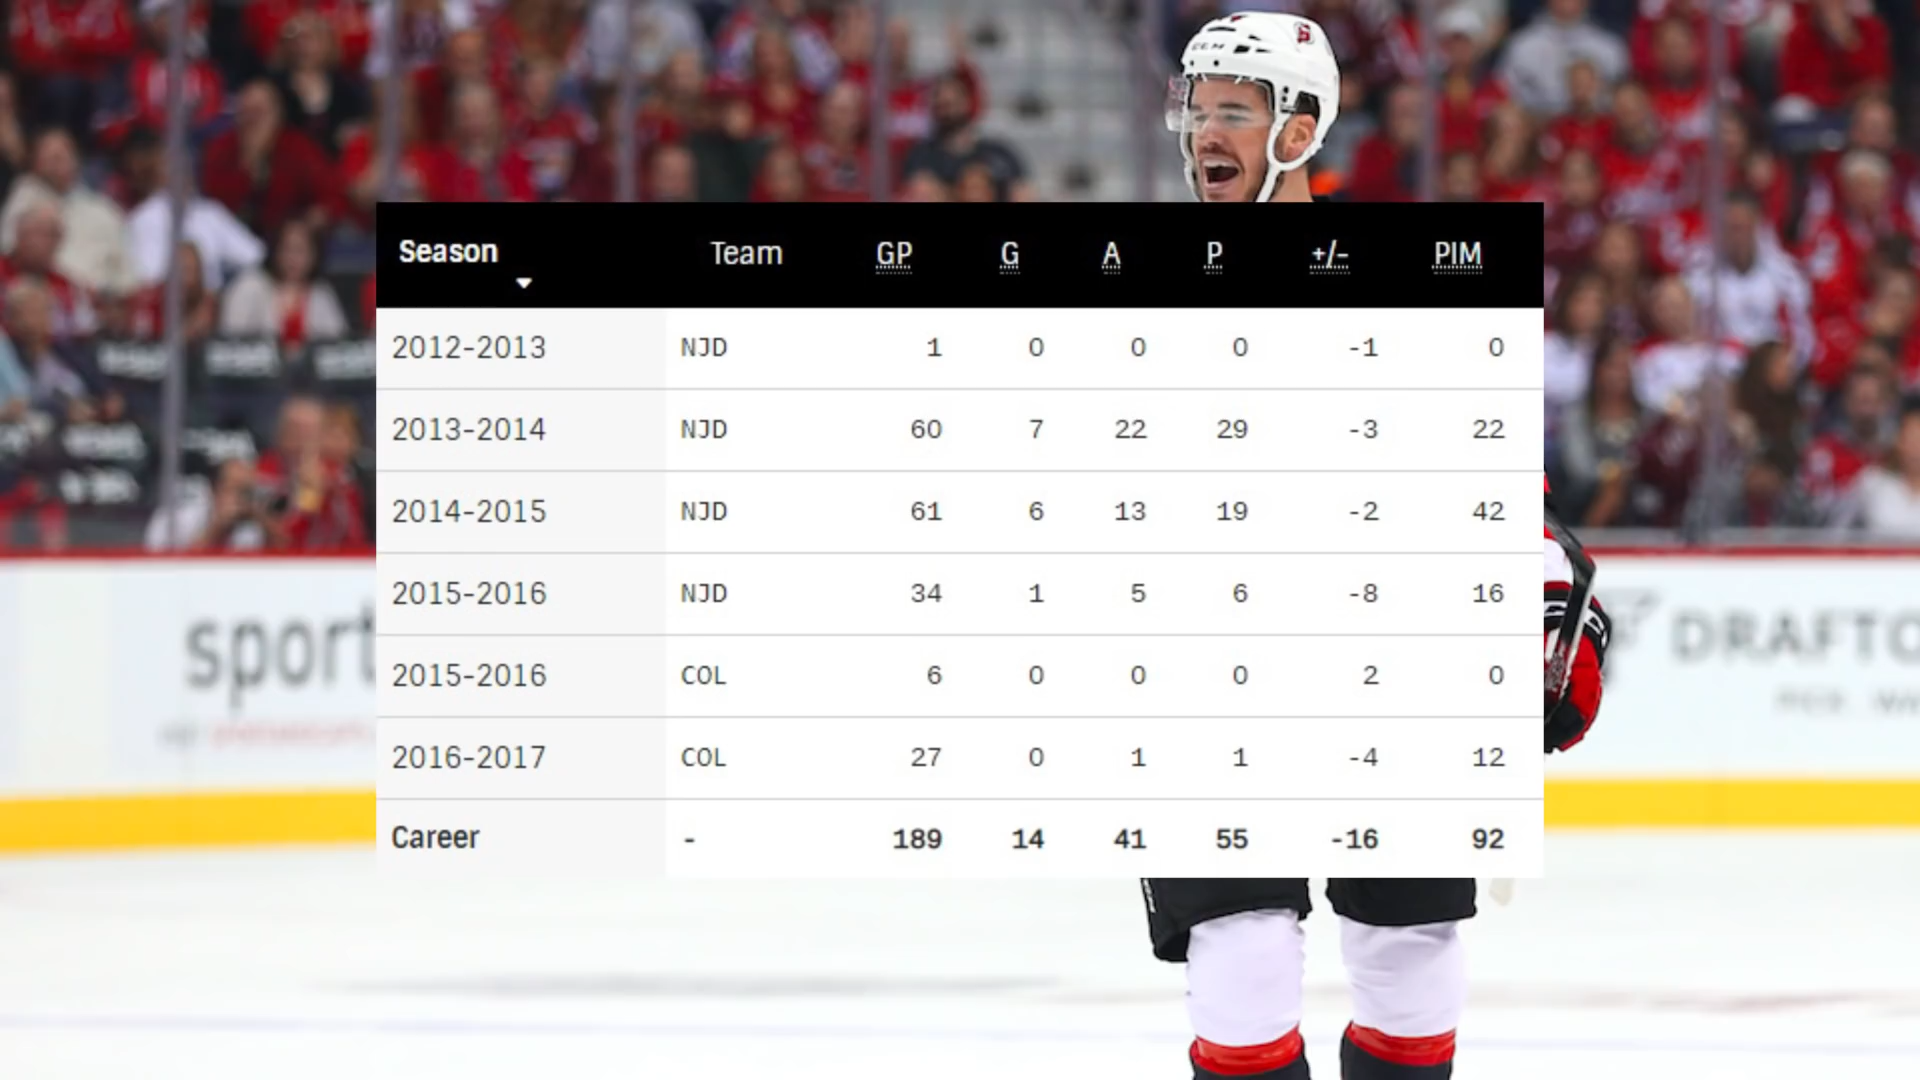 CCM
6
Season Team GP G A P +/- PIM
2012-2013 NJD 1 0 0 0 -1 0
2013-2014 NJD 60 7 22 29 -3 22
2014-2015 NJD 61 6 13 19 -2 42
2015-2016 NJD 34 1 5 6 -8 16
2015-2016 COL 6 0 0 0 2 0
2016-2017 COL 27 0 1 1 -4 12
Career - 189 14 41 55 -16 92
sport
DRAFTO